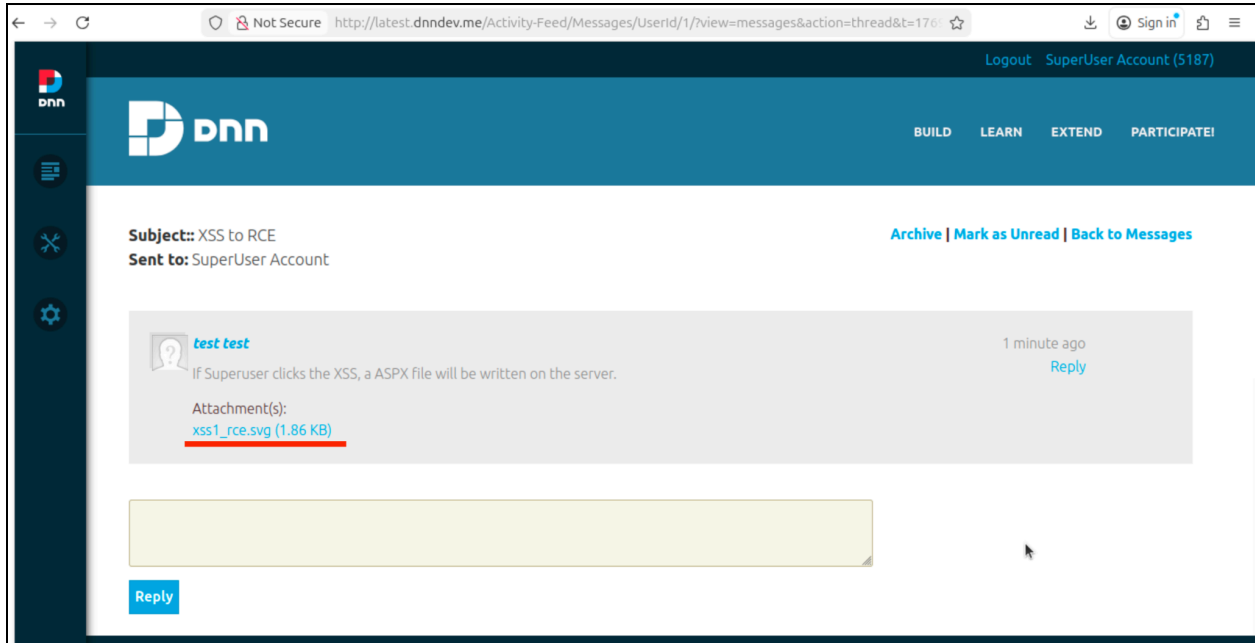 Not Secure http://latest.dnndev.me/Activity-Feed/Messages/UserId/1/?view=messages&action=thread&t=176 Sign in
Logout SuperUser Account (5187)
DNN
DNN BUILD LEARN EXTEND PARTICIPATE!
Subject:: XSS to RCE
Archive | Mark as Unread | Back to Messages
Sent to: SuperUser Account
test test
1 minute ago
If Superuser clicks the XSS, a ASPX file will be written on the server.
Reply
Attachment(s):
xss1_rce.svg (1.86 KB)
Reply